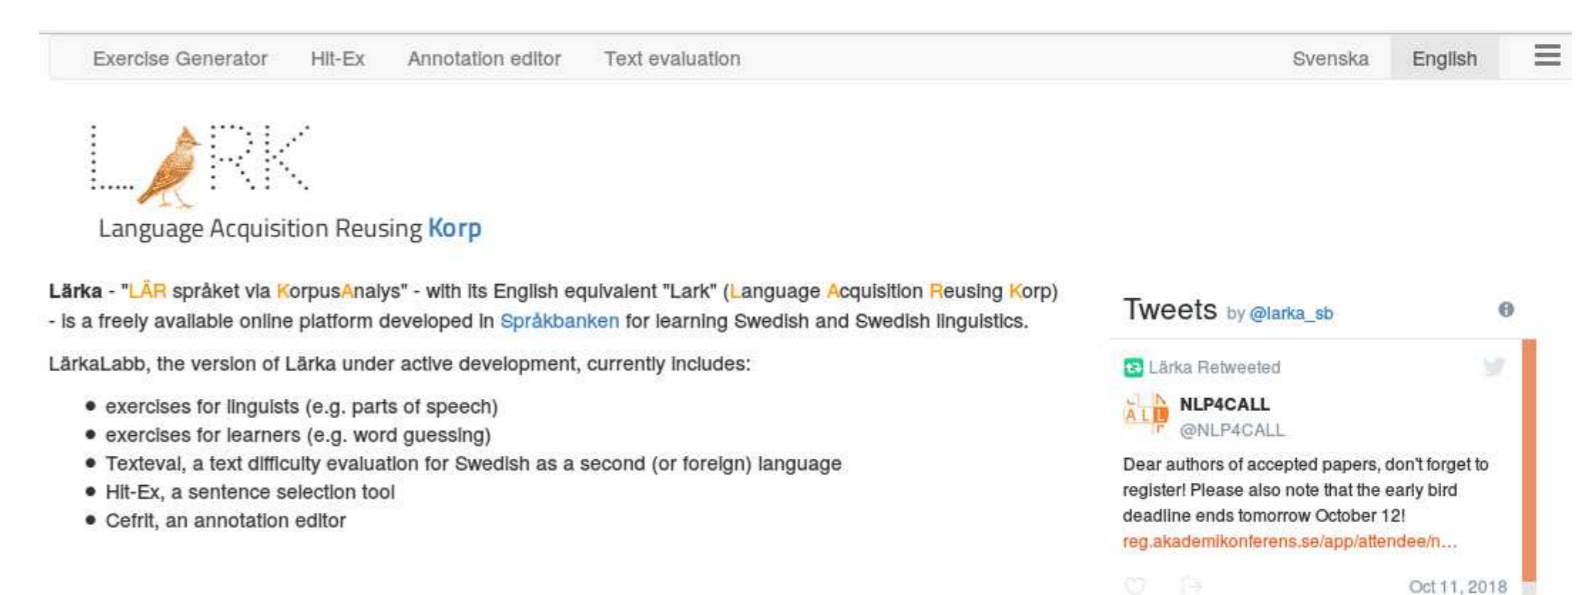 Exercise Generator Hit-Ex Annotation editor Text evaluation Svenska English
LARK
Language Acquisition Reusing Korp
Lärka - "LÄR språket via KorpusAnalys" - with its English equivalent "Lark" (Language Acquisition Reusing Korp)
- is a freely available online platform developed in Språkbanken for learning Swedish and Swedish linguistics.
LärkaLabb, the version of Lärka under active development, currently includes:
● exercises for linguists (e.g. parts of speech)
● exercises for learners (e.g. word guessing)
● Texteval, a text difficulty evaluation for Swedish as a second (or foreign) language
● Hit-Ex, a sentence selection tool
● Cefrit, an annotation editor
Tweets by @larka_sb
Lärka Retweeted
NLP4CALL
@NLP4CALL
Dear authors of accepted papers, don't forget to
register! Please also note that the early bird
deadline ends tomorrow October 12!
reg.akademikonferens.se/app/attendee/n…
Oct 11, 2018